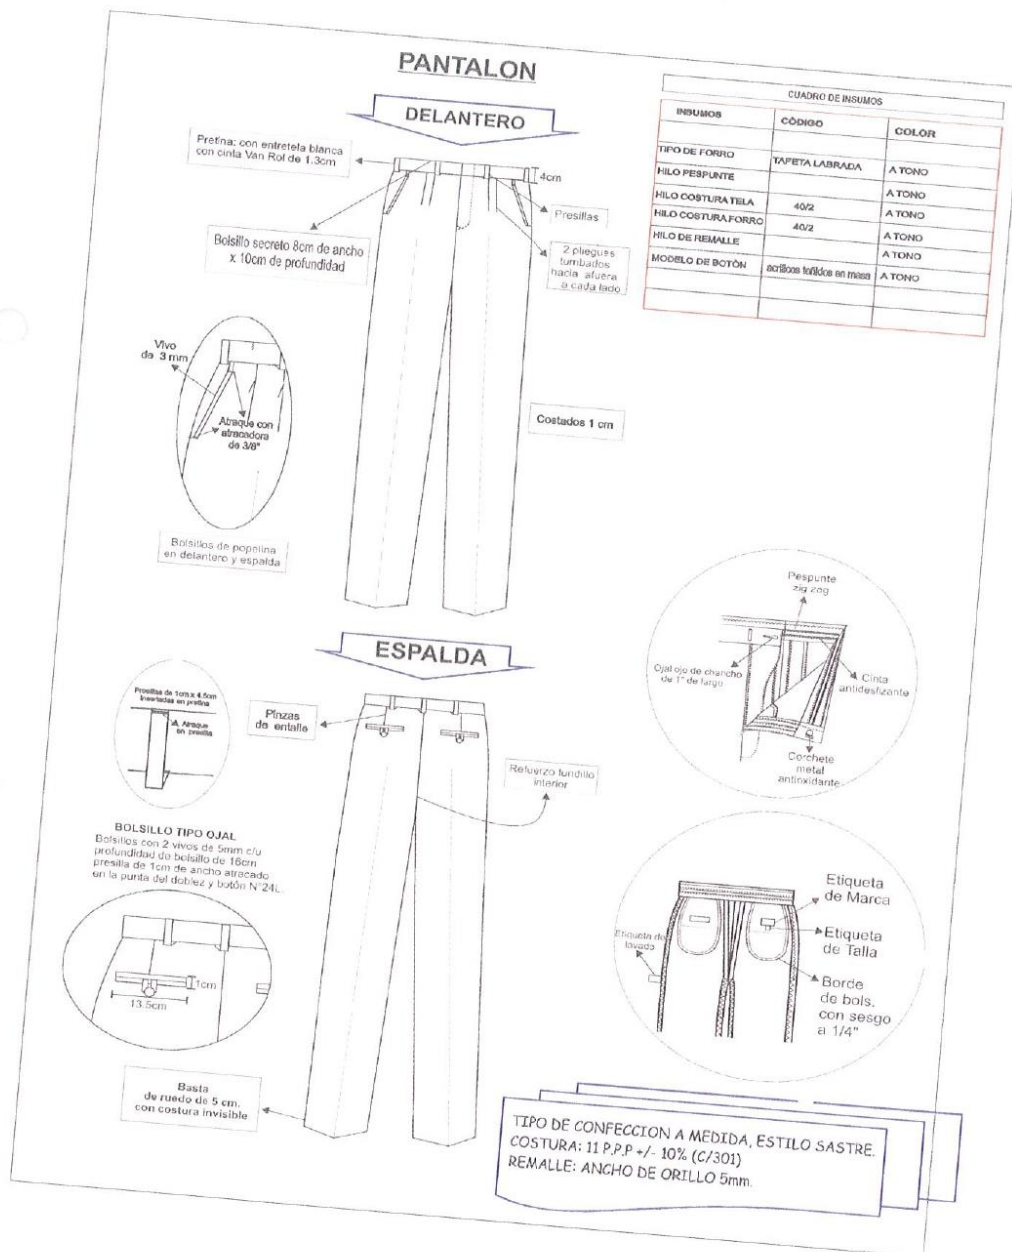 PANTALON
DELANTERO
CUADRO DE INSUMOS
INSUMOS CÓDIGO COLOR
TIPO DE FORRO TAFETA LABRADA A TONO
HILO PESPUNTE A TONO
HILO COSTURA TELA 40/2 A TONO
HILO COSTURA FORRO 40/2 A TONO
HILO DE REMALLE A TONO
MODELO DE BOTÓN acrílicos teñidos en masa A TONO
Pretina: con entretela blanca
con cinta Van Rol de 1.3cm
4cm
Presillas
Bolsillo secreto 8cm de ancho
x 10cm de profundidad
2 pliegues
tumbados
hacia afuera
a cada lado
Vivo
de 3 mm
Atraque con
atracadora
de 3/8"
Costados 1 cm
Bolsillos de popelina
en delantero y espalda
ESPALDA
Pespunte
zig zag
Ojal ojo de chancho
de 1" de largo
Cinta
antideslizante
Corchete
metal
antioxidante
Presillas de 1cm x 4.5cm
insertadas en pretina
Atraque
en presilla
Pinzas
de entalle
Refuerzo fundillo
interior
BOLSILLO TIPO OJAL
Bolsillos con 2 vivos de 5mm c/u
profundidad de bolsillo de 16cm
presilla de 1cm de ancho atracado
en la punta del doblez y botón N°24L.
1cm
13.5cm
Etiqueta
de Marca
Etiqueta de
lavado
Etiqueta
de Talla
Borde
de bols.
con sesgo
a 1/4"
Basta
de ruedo de 5 cm.
con costura invisible
TIPO DE CONFECCION A MEDIDA, ESTILO SASTRE.
COSTURA: 11 P.P.P +/- 10% (C/301)
REMALLE: ANCHO DE ORILLO 5mm.